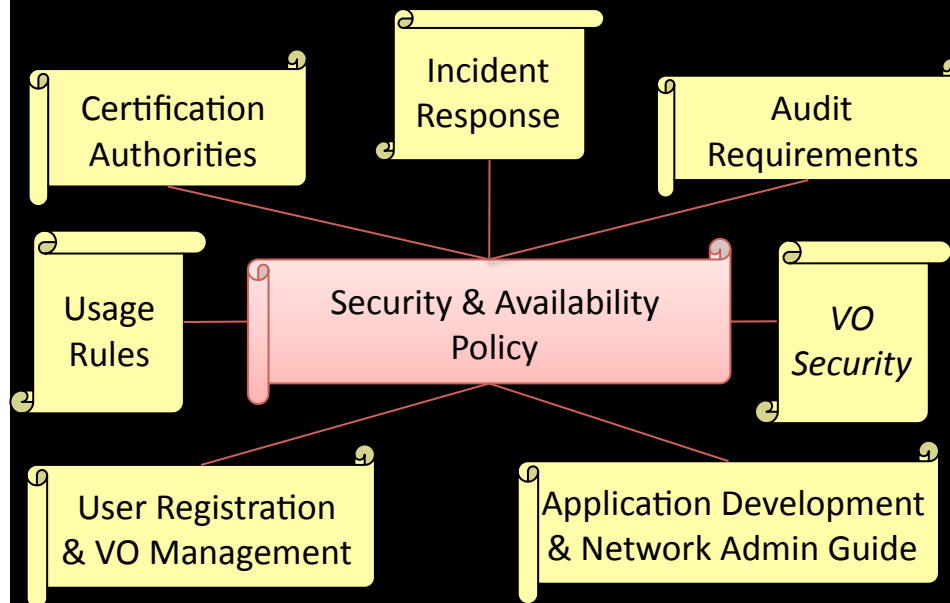 Certification
Authorities
Incident
Response
Audit
Requirements
Usage
Rules
Security & Availability
Policy
VO
Security
User Registration
& VO Management
Application Development
& Network Admin Guide